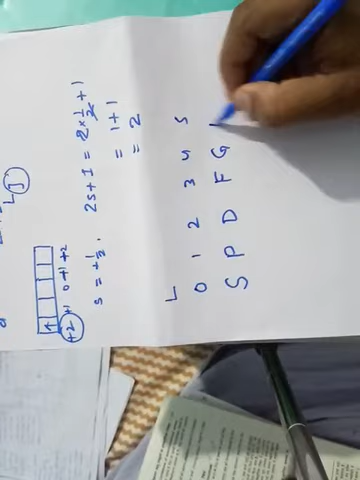 +2 +1 0 +1 +2
s = +½. 2s+1 = 2×½+1
= 1+1
= 2
L
0 1 2 3 4 5
S P D F G